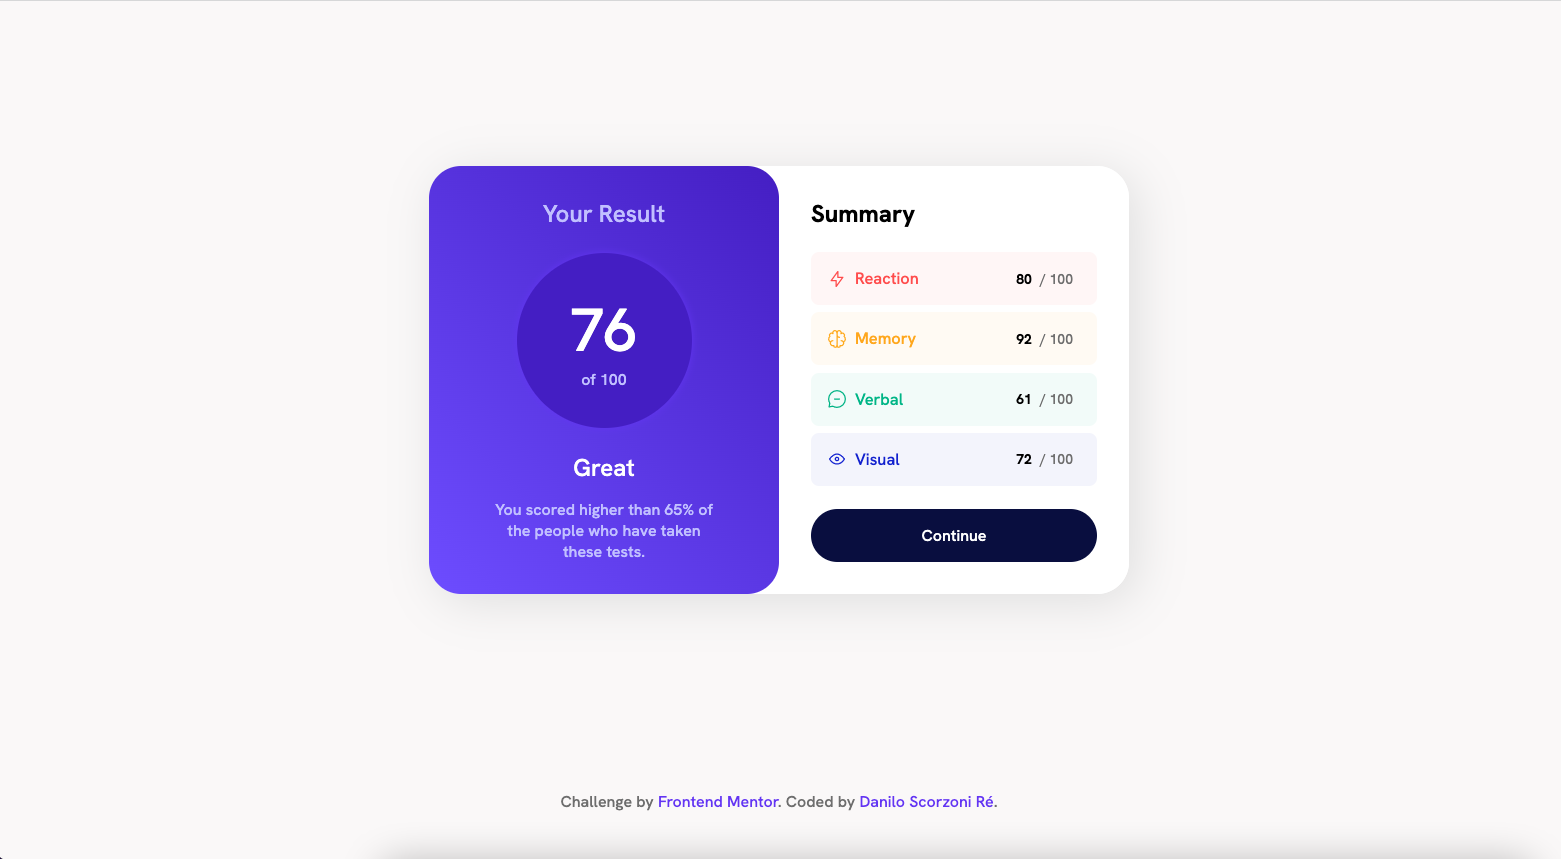 Your Result
76
of 100
Great
You scored higher than 65% of
the people who have taken
these tests.
Summary
Reaction 80 / 100
Memory 92 / 100
Verbal 61 / 100
Visual 72 / 100
Continue
Challenge by Frontend Mentor. Coded by Danilo Scorzoni Ré.